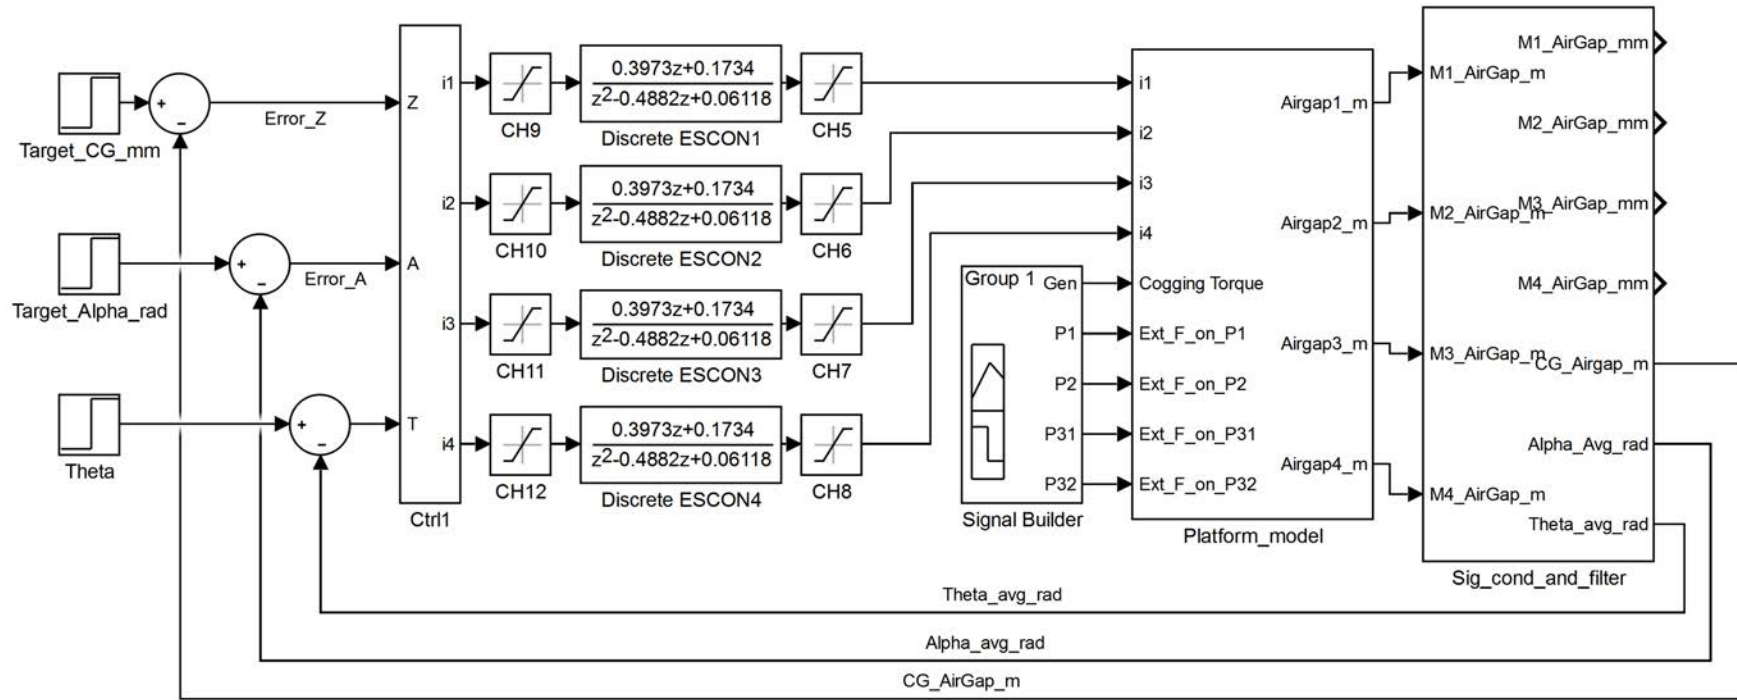 Target_CG_mm
+
-
Error_Z
Target_Alpha_rad
+
-
Error_A
Theta
+
-
Z
A
T
i1
i2
i3
i4
Ctrl1
CH9
0.3973z+0.1734
z2-0.4882z+0.06118
Discrete ESCON1
CH5
CH10
0.3973z+0.1734
z2-0.4882z+0.06118
Discrete ESCON2
CH6
CH11
0.3973z+0.1734
z2-0.4882z+0.06118
Discrete ESCON3
CH7
CH12
0.3973z+0.1734
z2-0.4882z+0.06118
Discrete ESCON4
CH8
Group 1
Gen
P1
P2
P31
P32
Signal Builder
i1
i2
i3
i4
Cogging Torque
Ext_F_on_P1
Ext_F_on_P2
Ext_F_on_P31
Ext_F_on_P32
Airgap1_m
Airgap2_m
Airgap3_m
Airgap4_m
Platform_model
M1_AirGap_m
M2_AirGap_m
M3_AirGap_m
M4_AirGap_m
M1_AirGap_mm
M2_AirGap_mm
M3_AirGap_mm
M4_AirGap_mm
CG_Airgap_m
Alpha_Avg_rad
Theta_avg_rad
Sig_cond_and_filter
Theta_avg_rad
Alpha_avg_rad
CG_AirGap_m